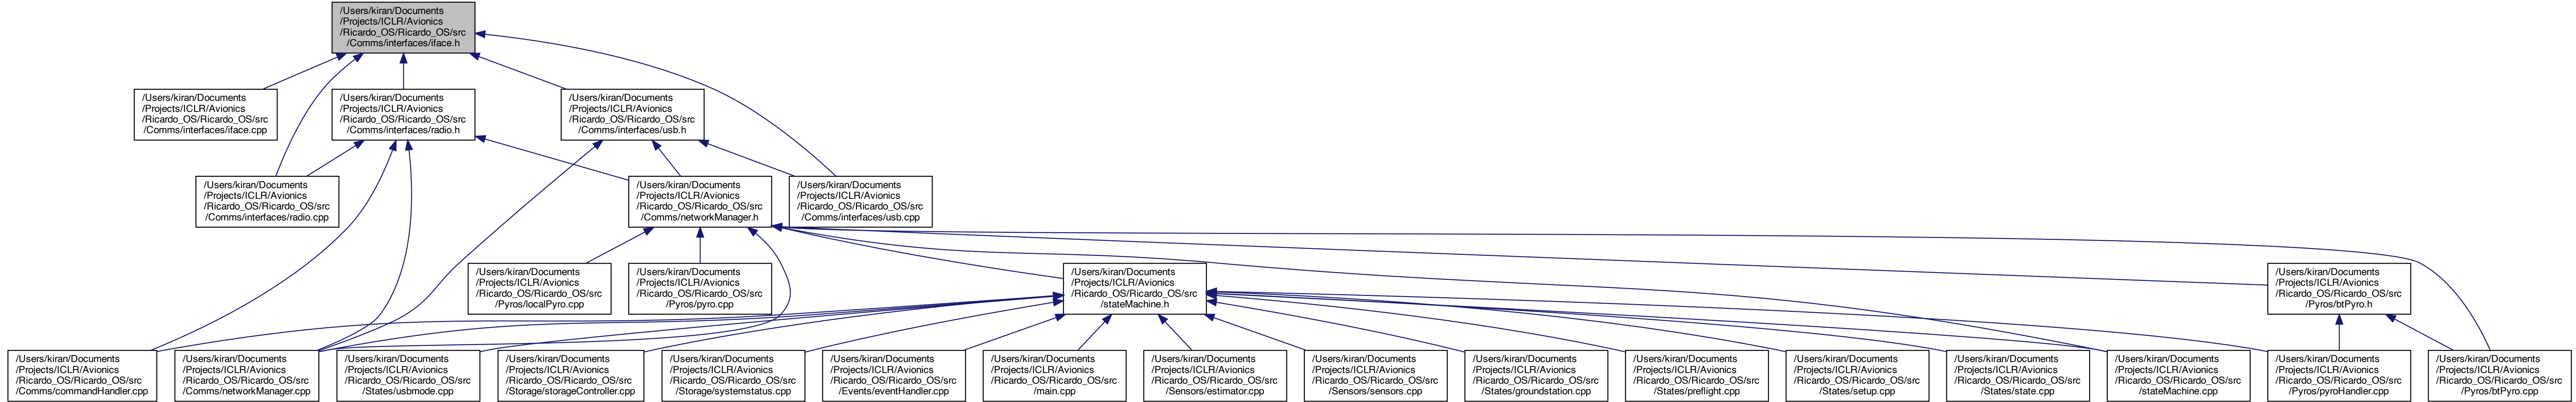 /Users/kiran/Documents
/Projects/ICLR/Avionics
/Ricardo_OS/Ricardo_OS/src
/Comms/interfaces/iface.h
/Users/kiran/Documents
/Projects/ICLR/Avionics
/Ricardo_OS/Ricardo_OS/src
/Comms/interfaces/iface.cpp
/Users/kiran/Documents
/Projects/ICLR/Avionics
/Ricardo_OS/Ricardo_OS/src
/Comms/interfaces/radio.h
/Users/kiran/Documents
/Projects/ICLR/Avionics
/Ricardo_OS/Ricardo_OS/src
/Comms/interfaces/usb.h
/Users/kiran/Documents
/Projects/ICLR/Avionics
/Ricardo_OS/Ricardo_OS/src
/Comms/interfaces/radio.cpp
/Users/kiran/Documents
/Projects/ICLR/Avionics
/Ricardo_OS/Ricardo_OS/src
/Comms/networkManager.h
/Users/kiran/Documents
/Projects/ICLR/Avionics
/Ricardo_OS/Ricardo_OS/src
/Comms/interfaces/usb.cpp
/Users/kiran/Documents
/Projects/ICLR/Avionics
/Ricardo_OS/Ricardo_OS/src
/Pyros/localPyro.cpp
/Users/kiran/Documents
/Projects/ICLR/Avionics
/Ricardo_OS/Ricardo_OS/src
/Pyros/pyro.cpp
/Users/kiran/Documents
/Projects/ICLR/Avionics
/Ricardo_OS/Ricardo_OS/src
/stateMachine.h
/Users/kiran/Documents
/Projects/ICLR/Avionics
/Ricardo_OS/Ricardo_OS/src
/Pyros/btPyro.h
/Users/kiran/Documents
/Projects/ICLR/Avionics
/Ricardo_OS/Ricardo_OS/src
/Comms/commandHandler.cpp
/Users/kiran/Documents
/Projects/ICLR/Avionics
/Ricardo_OS/Ricardo_OS/src
/Comms/networkManager.cpp
/Users/kiran/Documents
/Projects/ICLR/Avionics
/Ricardo_OS/Ricardo_OS/src
/States/usbmode.cpp
/Users/kiran/Documents
/Projects/ICLR/Avionics
/Ricardo_OS/Ricardo_OS/src
/Storage/storageController.cpp
/Users/kiran/Documents
/Projects/ICLR/Avionics
/Ricardo_OS/Ricardo_OS/src
/Storage/systemstatus.cpp
/Users/kiran/Documents
/Projects/ICLR/Avionics
/Ricardo_OS/Ricardo_OS/src
/Events/eventHandler.cpp
/Users/kiran/Documents
/Projects/ICLR/Avionics
/Ricardo_OS/Ricardo_OS/src
/main.cpp
/Users/kiran/Documents
/Projects/ICLR/Avionics
/Ricardo_OS/Ricardo_OS/src
/Sensors/estimator.cpp
/Users/kiran/Documents
/Projects/ICLR/Avionics
/Ricardo_OS/Ricardo_OS/src
/Sensors/sensors.cpp
/Users/kiran/Documents
/Projects/ICLR/Avionics
/Ricardo_OS/Ricardo_OS/src
/States/groundstation.cpp
/Users/kiran/Documents
/Projects/ICLR/Avionics
/Ricardo_OS/Ricardo_OS/src
/States/preflight.cpp
/Users/kiran/Documents
/Projects/ICLR/Avionics
/Ricardo_OS/Ricardo_OS/src
/States/setup.cpp
/Users/kiran/Documents
/Projects/ICLR/Avionics
/Ricardo_OS/Ricardo_OS/src
/States/state.cpp
/Users/kiran/Documents
/Projects/ICLR/Avionics
/Ricardo_OS/Ricardo_OS/src
/stateMachine.cpp
/Users/kiran/Documents
/Projects/ICLR/Avionics
/Ricardo_OS/Ricardo_OS/src
/Pyros/pyroHandler.cpp
/Users/kiran/Documents
/Projects/ICLR/Avionics
/Ricardo_OS/Ricardo_OS/src
/Pyros/btPyro.cpp